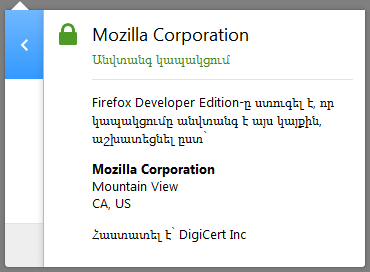 Mozilla Corporation
Անվտանգ կապակցում
Firefox Developer Edition-ը ստուգել է, որ
կապակցումը անվտանգ է այս կայքին,
աշխատեցնել ըստ՝
Mozilla Corporation
Mountain View
CA, US
Հաստատել է՝ DigiCert Inc